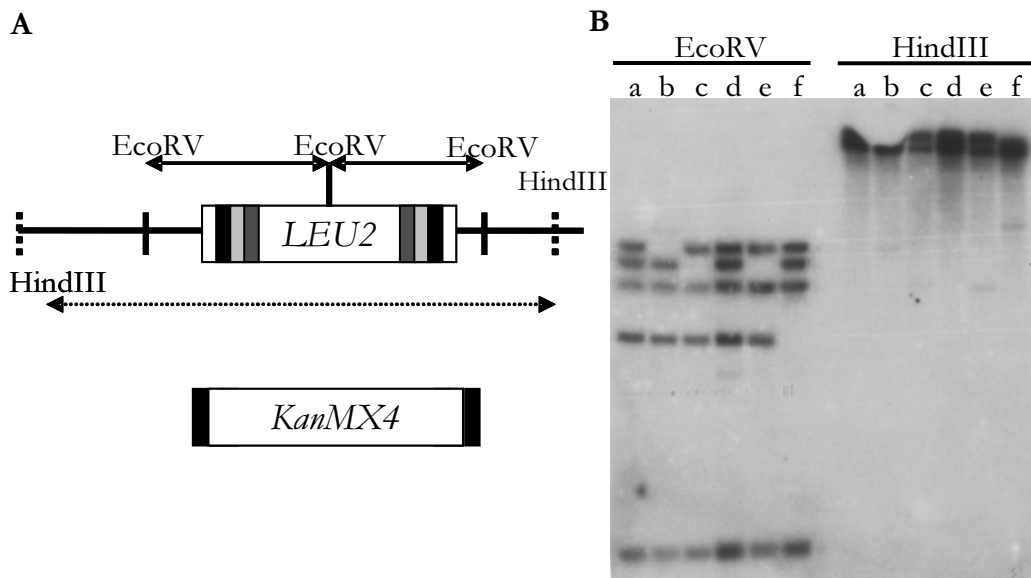 A
EcoRV EcoRV EcoRV
HindIII
LEU2
HindIII
KanMX4
B
EcoRV HindIII
a b c d e f a b c d e f